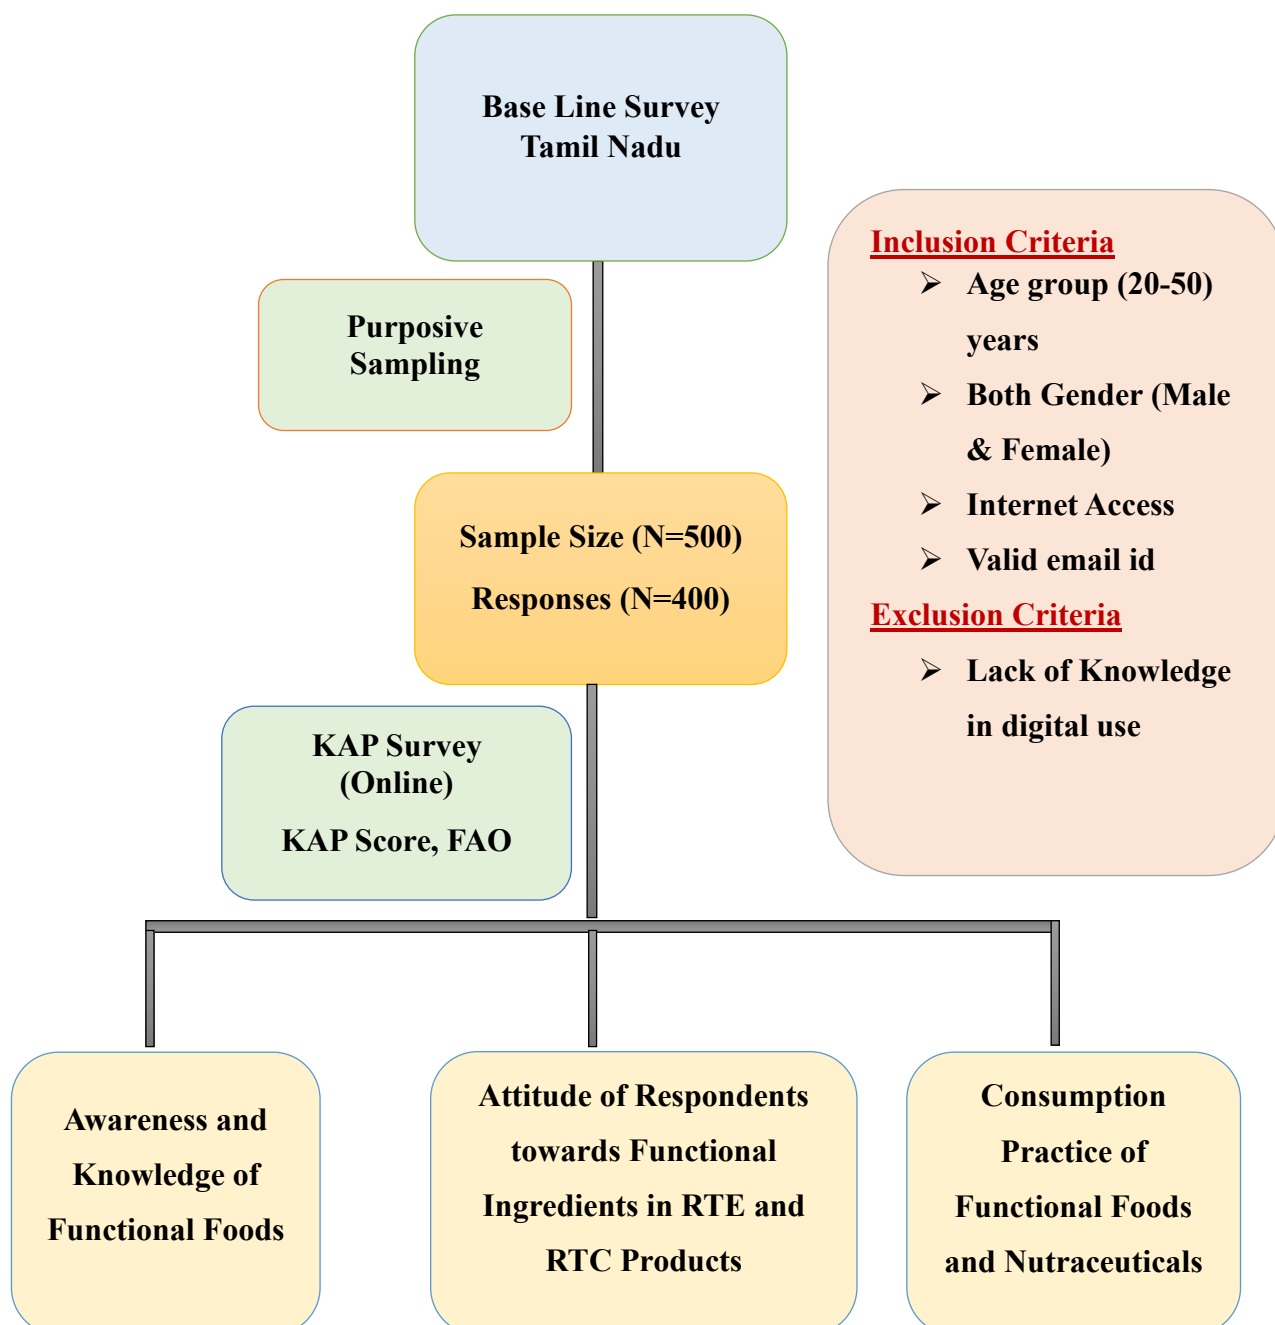 Base Line Survey
Tamil Nadu
Purposive
Sampling
Sample Size (N=500)
Responses (N=400)
Inclusion Criteria
➢ Age group (20-50)
years
➢ Both Gender (Male
& Female)
➢ Internet Access
➢ Valid email id
Exclusion Criteria
➢ Lack of Knowledge
in digital use
KAP Survey
(Online)
KAP Score, FAO
Awareness and
Knowledge of
Functional Foods
Attitude of Respondents
towards Functional
Ingredients in RTE and
RTC Products
Consumption
Practice of
Functional Foods
and Nutraceuticals